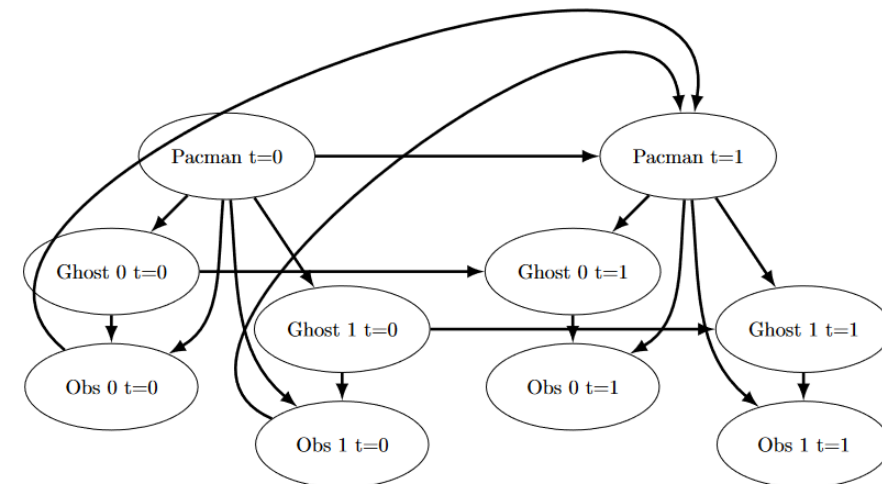 Pacman t=0
Pacman t=1
Ghost 0 t=0
Ghost 0 t=1
Ghost 1 t=0
Ghost 1 t=1
Obs 0 t=0
Obs 0 t=1
Obs 1 t=0
Obs 1 t=1